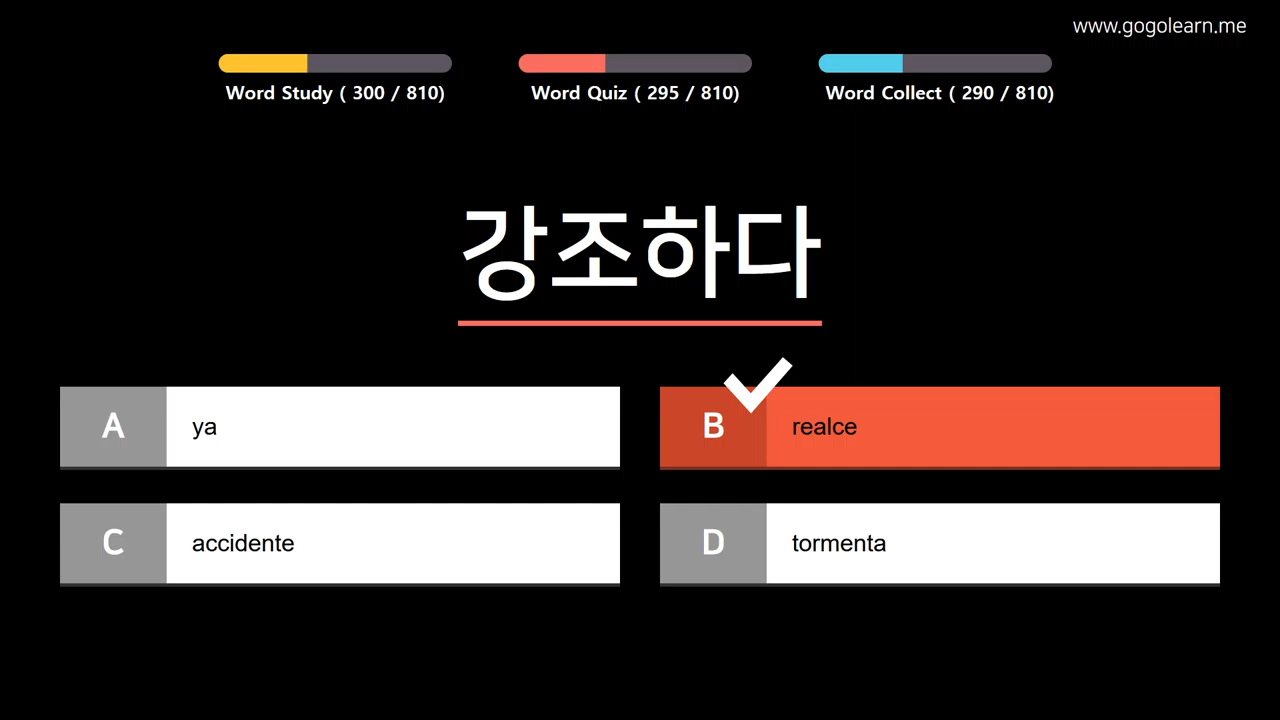 www.gogolearn.me
Word Study ( 300 / 810)
Word Quiz ( 295 / 810)
Word Collect ( 290 / 810)
강조하다
A ya
B realce
C accidente
D tormenta